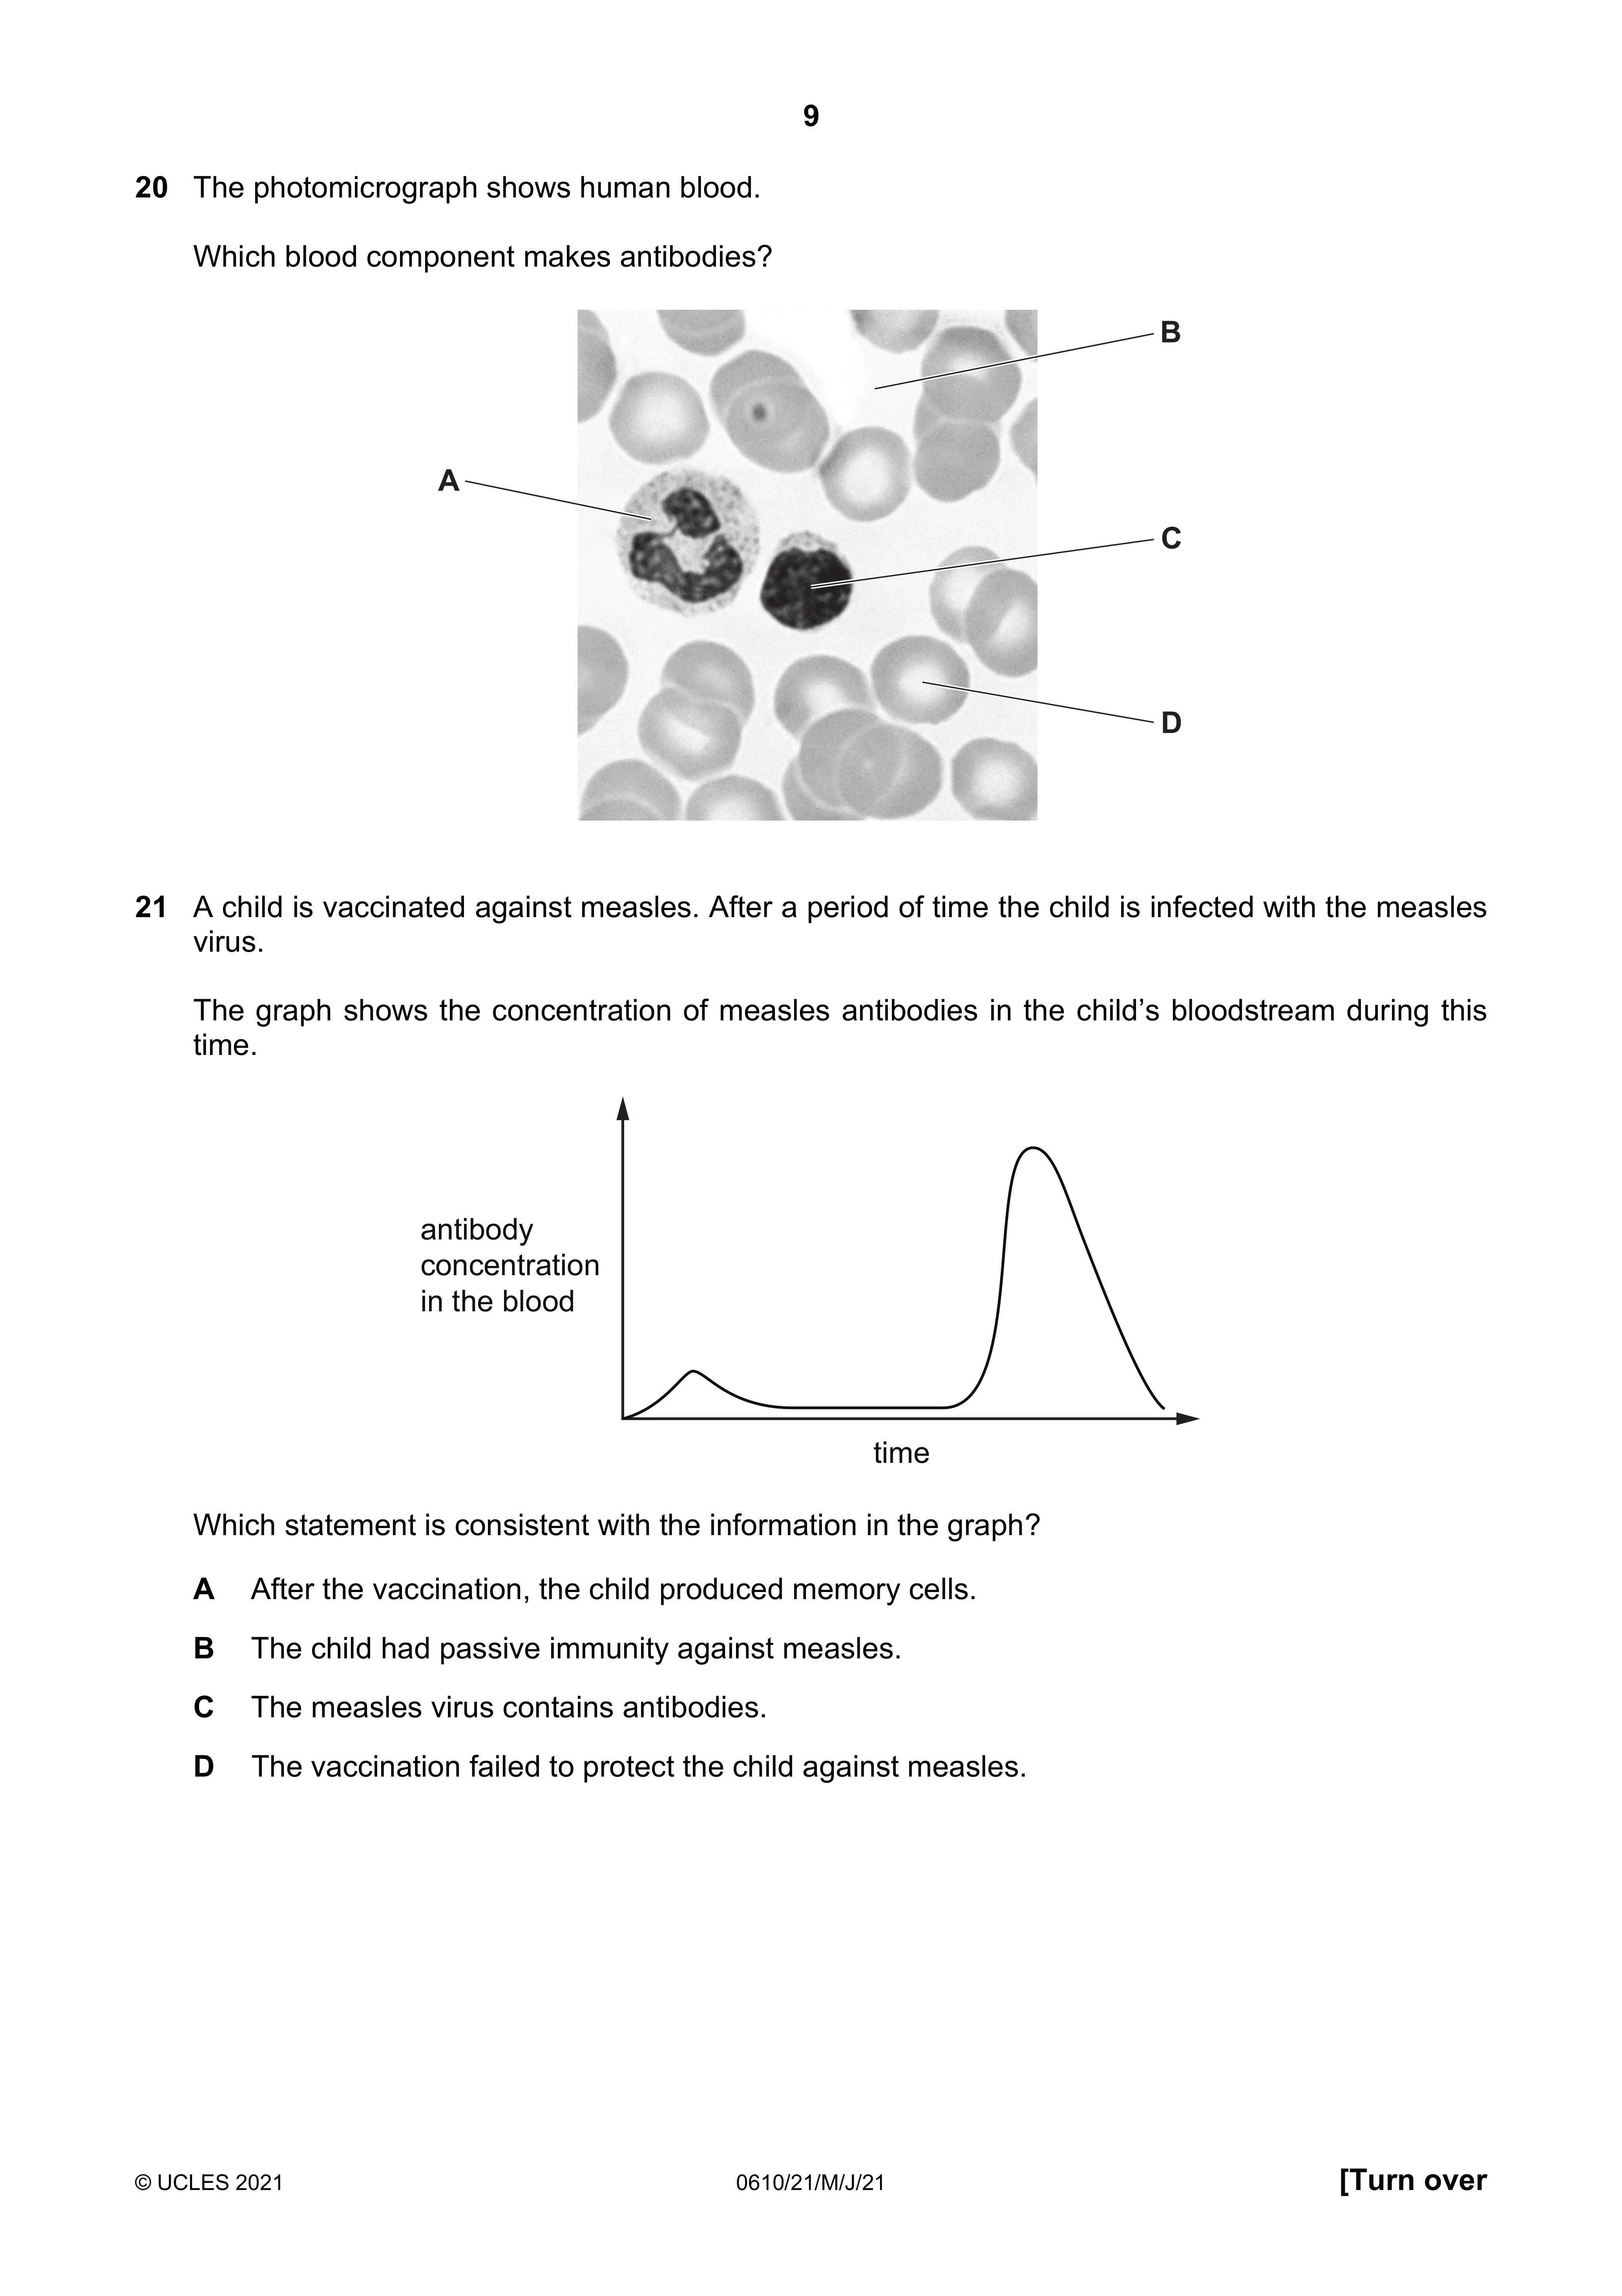 9
20 The photomicrograph shows human blood.
Which blood component makes antibodies?
B
A
C
D
21 A child is vaccinated against measles. After a period of time the child is infected with the measles
virus.
The graph shows the concentration of measles antibodies in the child’s bloodstream during this
time.
antibody
concentration
in the blood
time
Which statement is consistent with the information in the graph?
A After the vaccination, the child produced memory cells.
B The child had passive immunity against measles.
C The measles virus contains antibodies.
D The vaccination failed to protect the child against measles.
© UCLES 2021 0610/21/M/J/21 [Turn over